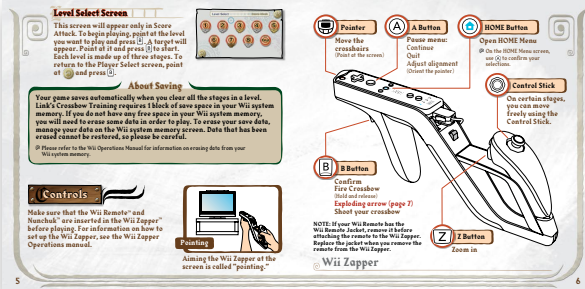 Level Select Screen
This screen will appear only in Score
Attack. To begin playing, point at the level
you want to play and press A. A target will
appear. Point at it and press B to start.
Each level is made up of three stages. To
return to the Player Select screen, point
at and press B.
About Saving
Your game saves automatically when you clear all the stages in a level.
Link's Crossbow Training requires 1 block of save space in your Wii system
memory. If you do not have any free space in your Wii system memory,
you will need to erase some data in order to play. To erase your save data,
manage your data on the Wii system memory screen. Data that has been
erased cannot be restored, so please be careful.
Please refer to the Wii Operations Manual for information on erasing data from your
Wii system memory.
Controls
Make sure that the Wii Remote™ and
Nunchuk™ are inserted in the Wii Zapper™
before playing. For information on how to
set up the Wii Zapper, see the Wii Zapper
Operations manual.
Pointing
Aiming the Wii Zapper at the
screen is called "pointing."
5
Pointer
Move the
crosshairs
(Point at the screen)
A
A Button
Pause menu:
Continue
Quit
Adjust alignment
(Orient the pointer)
HOME Button
Open HOME Menu
On the HOME Menu screen,
use A to confirm your
selections.
Control Stick
On certain stages,
you can move
freely using the
Control Stick.
B
B Button
Confirm
Fire Crossbow
(Hold and release)
Exploding arrow (page 7)
Shoot your crossbow
NOTE: If your Wii Remote has the
Wii Remote Jacket, remove it before
attaching the remote to the Wii Zapper.
Replace the jacket when you remove the
remote from the Wii Zapper.
Z
Z Button
Zoom in
Wii Zapper
6